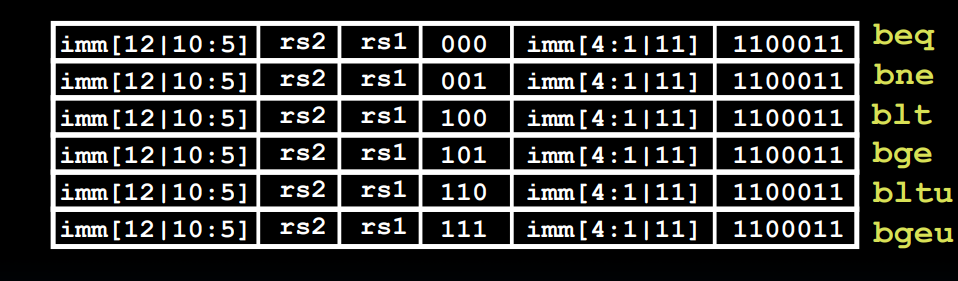 imm[12|10:5] rs2 rs1 000 imm[4:1|11] 1100011 beq
imm[12|10:5] rs2 rs1 001 imm[4:1|11] 1100011 bne
imm[12|10:5] rs2 rs1 100 imm[4:1|11] 1100011 blt
imm[12|10:5] rs2 rs1 101 imm[4:1|11] 1100011 bge
imm[12|10:5] rs2 rs1 110 imm[4:1|11] 1100011 bltu
imm[12|10:5] rs2 rs1 111 imm[4:1|11] 1100011 bgeu